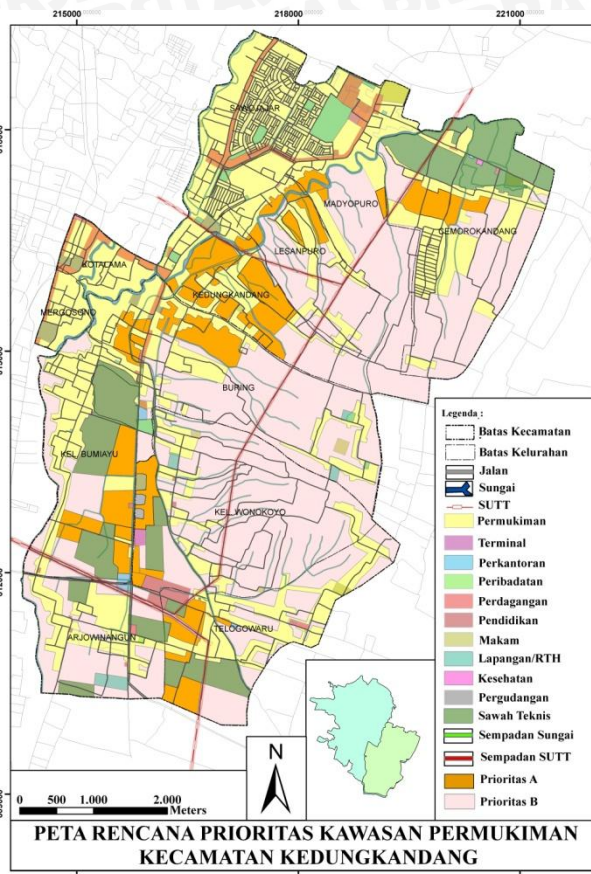 215000 218000 221000
SAWOJAJAR
MADYOPURO
CEMOROKANDANG
LESANPURO
KOTALAMA
KEDUNGKANDANG
MERGOSONO
BURING
KEL. BUMIAYU
KEL. WONOKOYO
TELOGOWARU
ARJOWINANGUN
Legenda :
Batas Kecamatan
Batas Kelurahan
Jalan
Sungai
SUTT
Permukiman
Terminal
Perkantoran
Peribadatan
Perdagangan
Pendidikan
Makam
Lapangan/RTH
Kesehatan
Pergudangan
Sawah Teknis
Sempadan Sungai
Sempadan SUTT
Prioritas A
Prioritas B
N
0 500 1.000 2.000
Meters
PETA RENCANA PRIORITAS KAWASAN PERMUKIMAN
KECAMATAN KEDUNGKANDANG